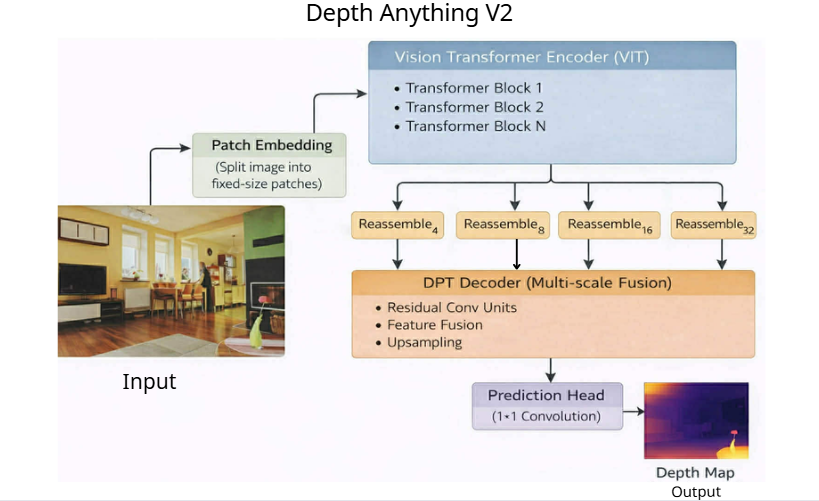 Depth Anything V2
Vision Transformer Encoder (VIT)
• Transformer Block 1
• Transformer Block 2
• Transformer Block N
Patch Embedding
(Split image into
fixed-size patches)
Reassemble4
Reassemble8
Reassemble16
Reassemble32
DPT Decoder (Multi-scale Fusion)
• Residual Conv Units
• Feature Fusion
• Upsampling
Input
Prediction Head
(1*1 Convolution)
Depth Map
Output